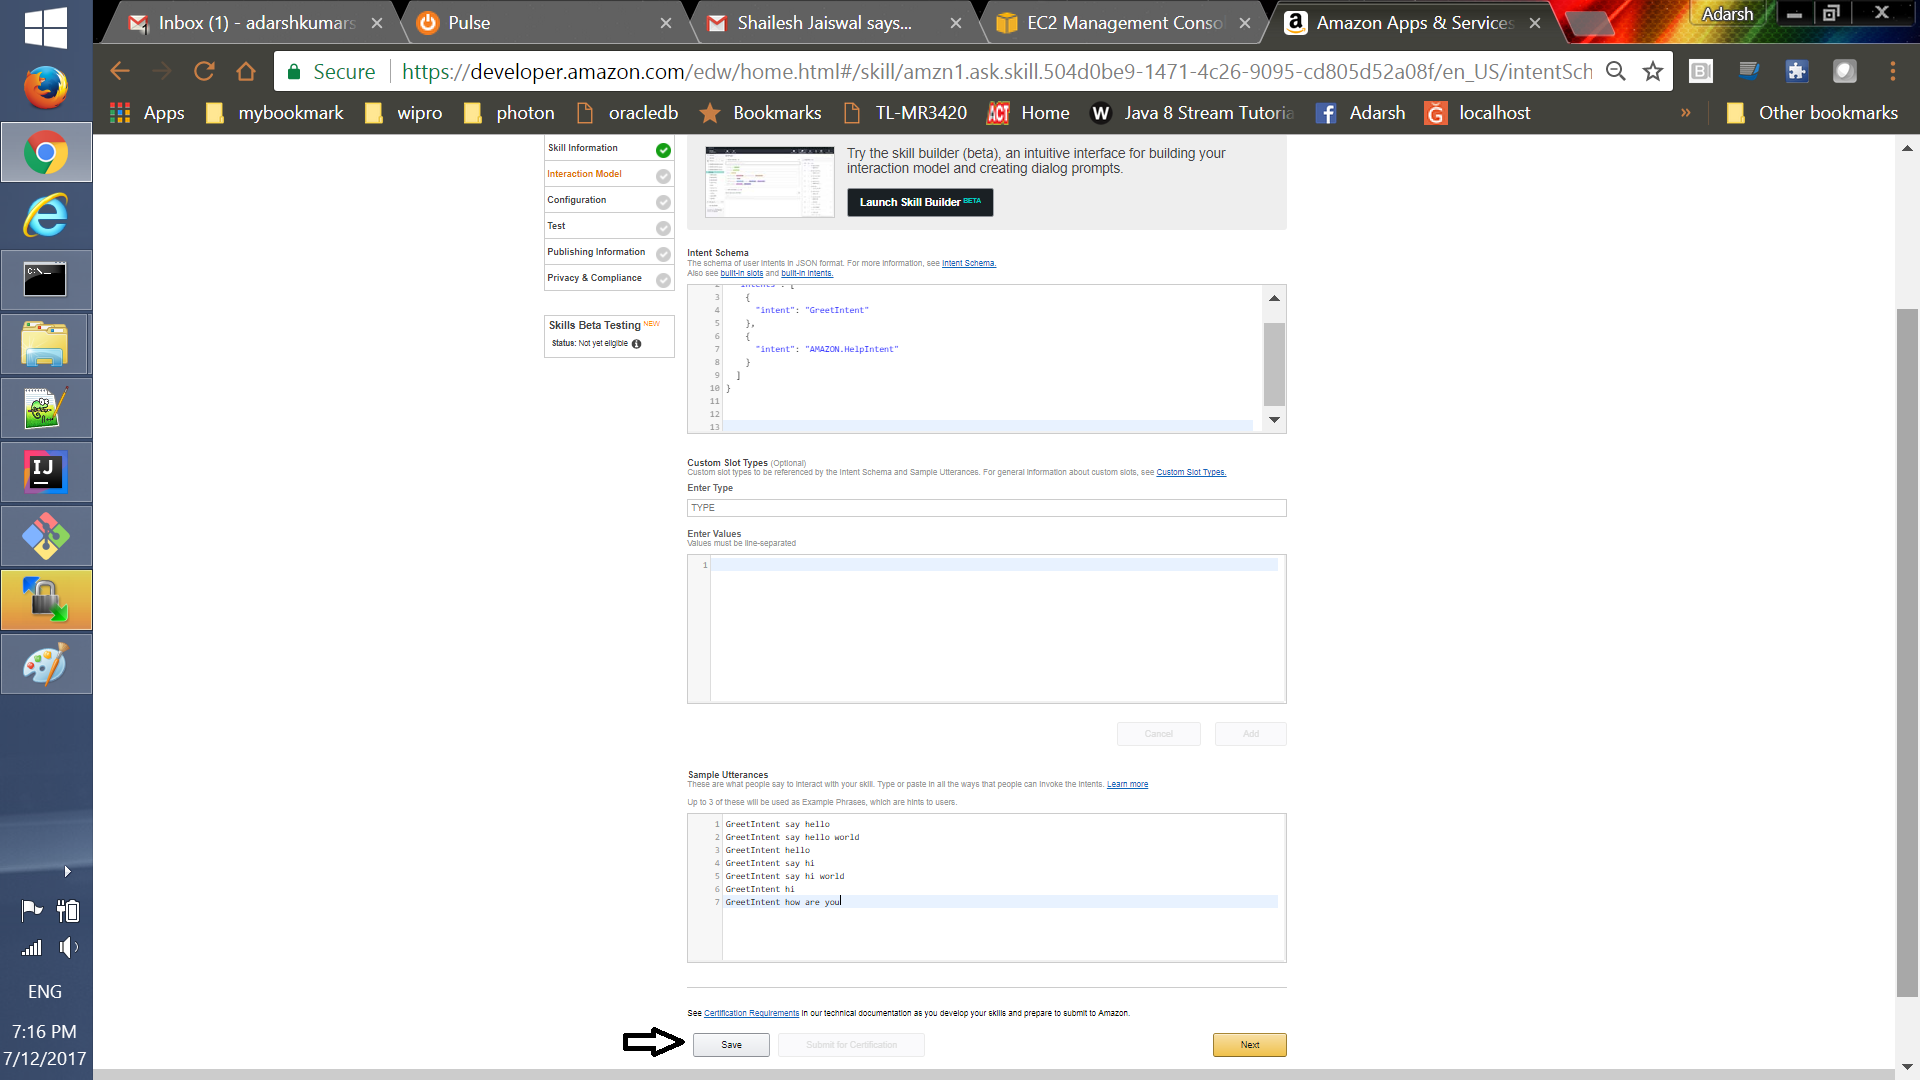 Inbox (1) - adarshkumars
Pulse
Shailesh Jaiswal says...
EC2 Management Conso
Amazon Apps & Services
Adarsh
Secure
https://developer.amazon.com/edw/home.html#/skill/amzn1.ask.skill.504d0be9-1471-4c26-9095-cd805d52a08f/en_US/intentSch
Apps
mybookmark
wipro
photon
oracledb
Bookmarks
TL-MR3420
ACT
Home
W
Java 8 Stream Tutoria
Adarsh
localhost
»
Other bookmarks
Skill Information
Interaction Model
Configuration
Test
Publishing Information
Privacy & Compliance
Skills Beta Testing NEW
Status: Not yet eligible
Try the skill builder (beta), an intuitive interface for building your
interaction model and creating dialog prompts.
Launch Skill Builder BETA
Intent Schema
The schema of user intents in JSON format. For more information, see Intent Schema.
Also see built-in slots and built-in intents.
2 "intents": [
3 {
4 "intent": "GreetIntent"
5 },
6 {
7 "intent": "AMAZON.HelpIntent"
8 }
9 ]
10 }
11
12
13
Custom Slot Types (Optional)
Custom slot types to be referenced by the Intent Schema and Sample Utterances. For general information about custom slots, see Custom Slot Types.
Enter Type
TYPE
Enter Values
Values must be line-separated
1
Cancel
Add
Sample Utterances
These are what people say to interact with your skill. Type or paste in all the ways that people can invoke the intents. Learn more
Up to 3 of these will be used as Example Phrases, which are hints to users.
1 GreetIntent say hello
2 GreetIntent say hello world
3 GreetIntent hello
4 GreetIntent say hi
5 GreetIntent say hi world
6 GreetIntent hi
7 GreetIntent how are you
See Certification Requirements in our technical documentation as you develop your skills and prepare to submit to Amazon.
Save
Submit for Certification
Next
IJ
ENG
7:16 PM
7/12/2017